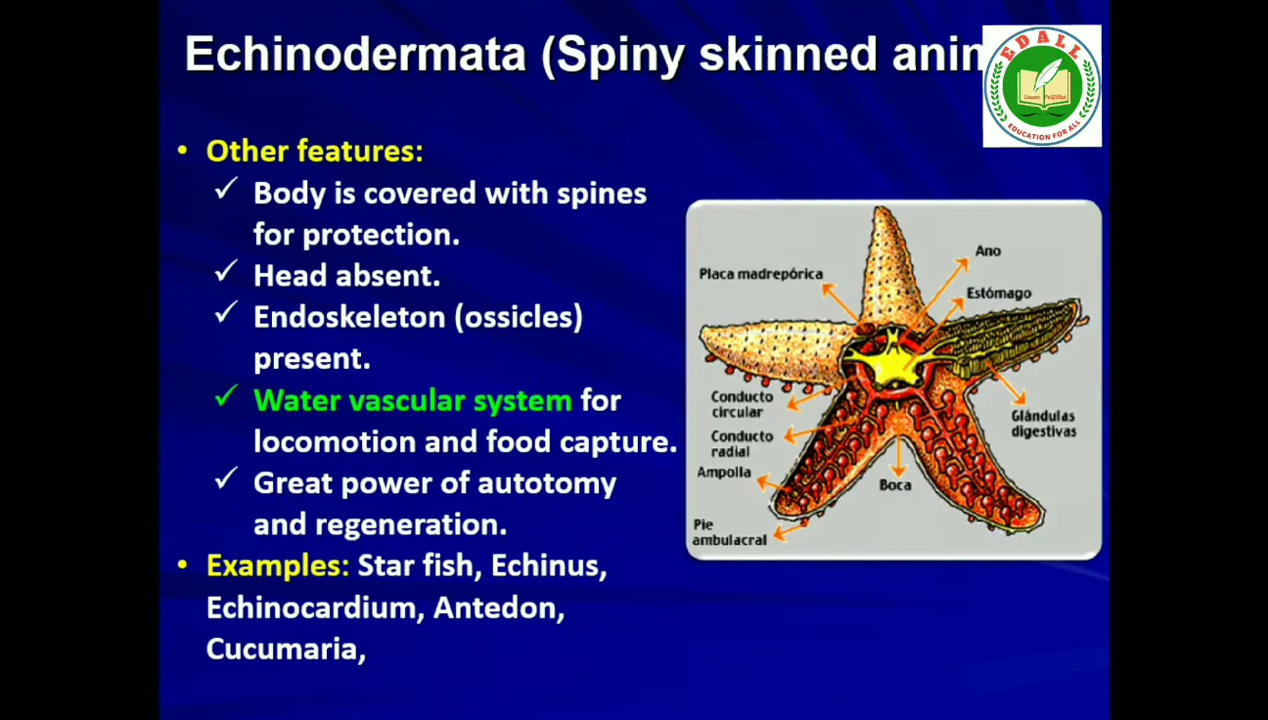 Echinodermata (Spiny skinned anim
EDALL
EDUCATION FOR ALL
• Other features:
✓ Body is covered with spines
for protection.
✓ Head absent.
✓ Endoskeleton (ossicles)
present.
✓ Water vascular system for
locomotion and food capture.
✓ Great power of autotomy
and regeneration.
• Examples: Star fish, Echinus,
Echinocardium, Antedon,
Cucumaria,
Placa madrepórica
Ano
Estómago
Conducto
circular
Conducto
radial
Ampolla
Pie
ambulacral
Boca
Glándulas
digestivas